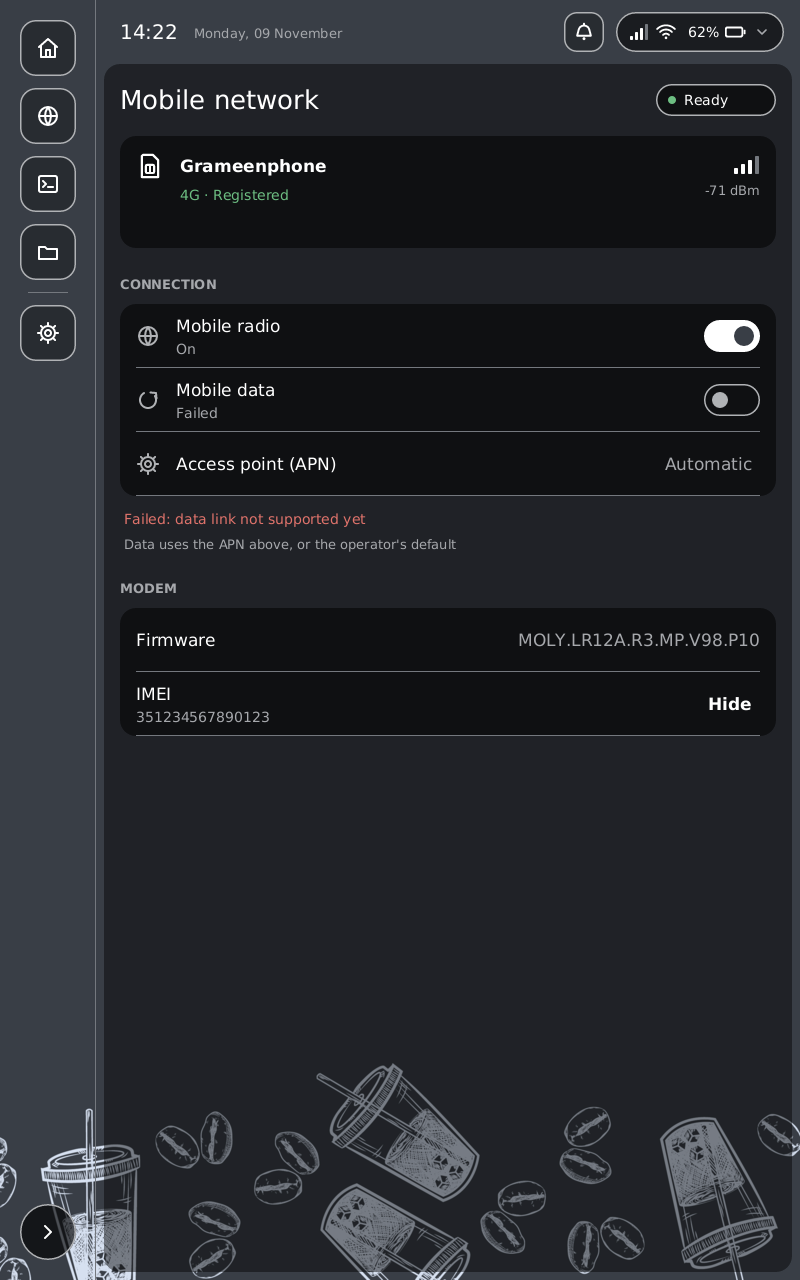 14:22 Monday, 09 November
62%
Mobile network
Ready
Grameenphone
4G · Registered
-71 dBm
CONNECTION
Mobile radio
On
Mobile data
Failed
Access point (APN) Automatic
Failed: data link not supported yet
Data uses the APN above, or the operator's default
MODEM
Firmware MOLY.LR12A.R3.MP.V98.P10
IMEI
351234567890123
Hide